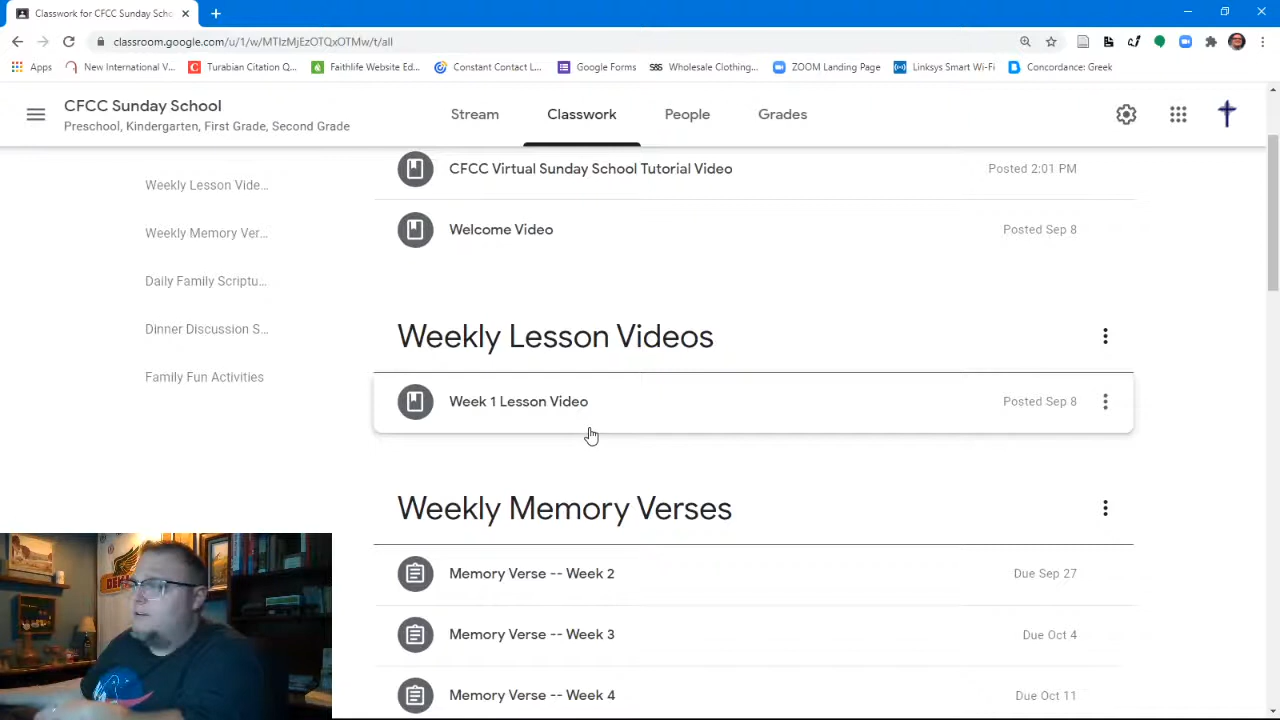 Classwork for CFCC Sunday Scho
classroom.google.com/u/1/w/MTIzMjEzOTQxOTMw/t/all
Apps
New International V...
Turabian Citation Q...
Faithlife Website Ed...
Constant Contact L...
Google Forms
Wholesale Clothing,...
ZOOM Landing Page
Linksys Smart Wi-Fi
Concordance: Greek
CFCC Sunday School
Preschool, Kindergarten, First Grade, Second Grade
Stream
Classwork
People
Grades
Weekly Lesson Vide...
Weekly Memory Ver...
Daily Family Scriptu...
Dinner Discussion S...
Family Fun Activities
CFCC Virtual Sunday School Tutorial Video
Posted 2:01 PM
Welcome Video
Posted Sep 8
Weekly Lesson Videos
Week 1 Lesson Video
Posted Sep 8
Weekly Memory Verses
Memory Verse -- Week 2
Due Sep 27
Memory Verse -- Week 3
Due Oct 4
Memory Verse -- Week 4
Due Oct 11